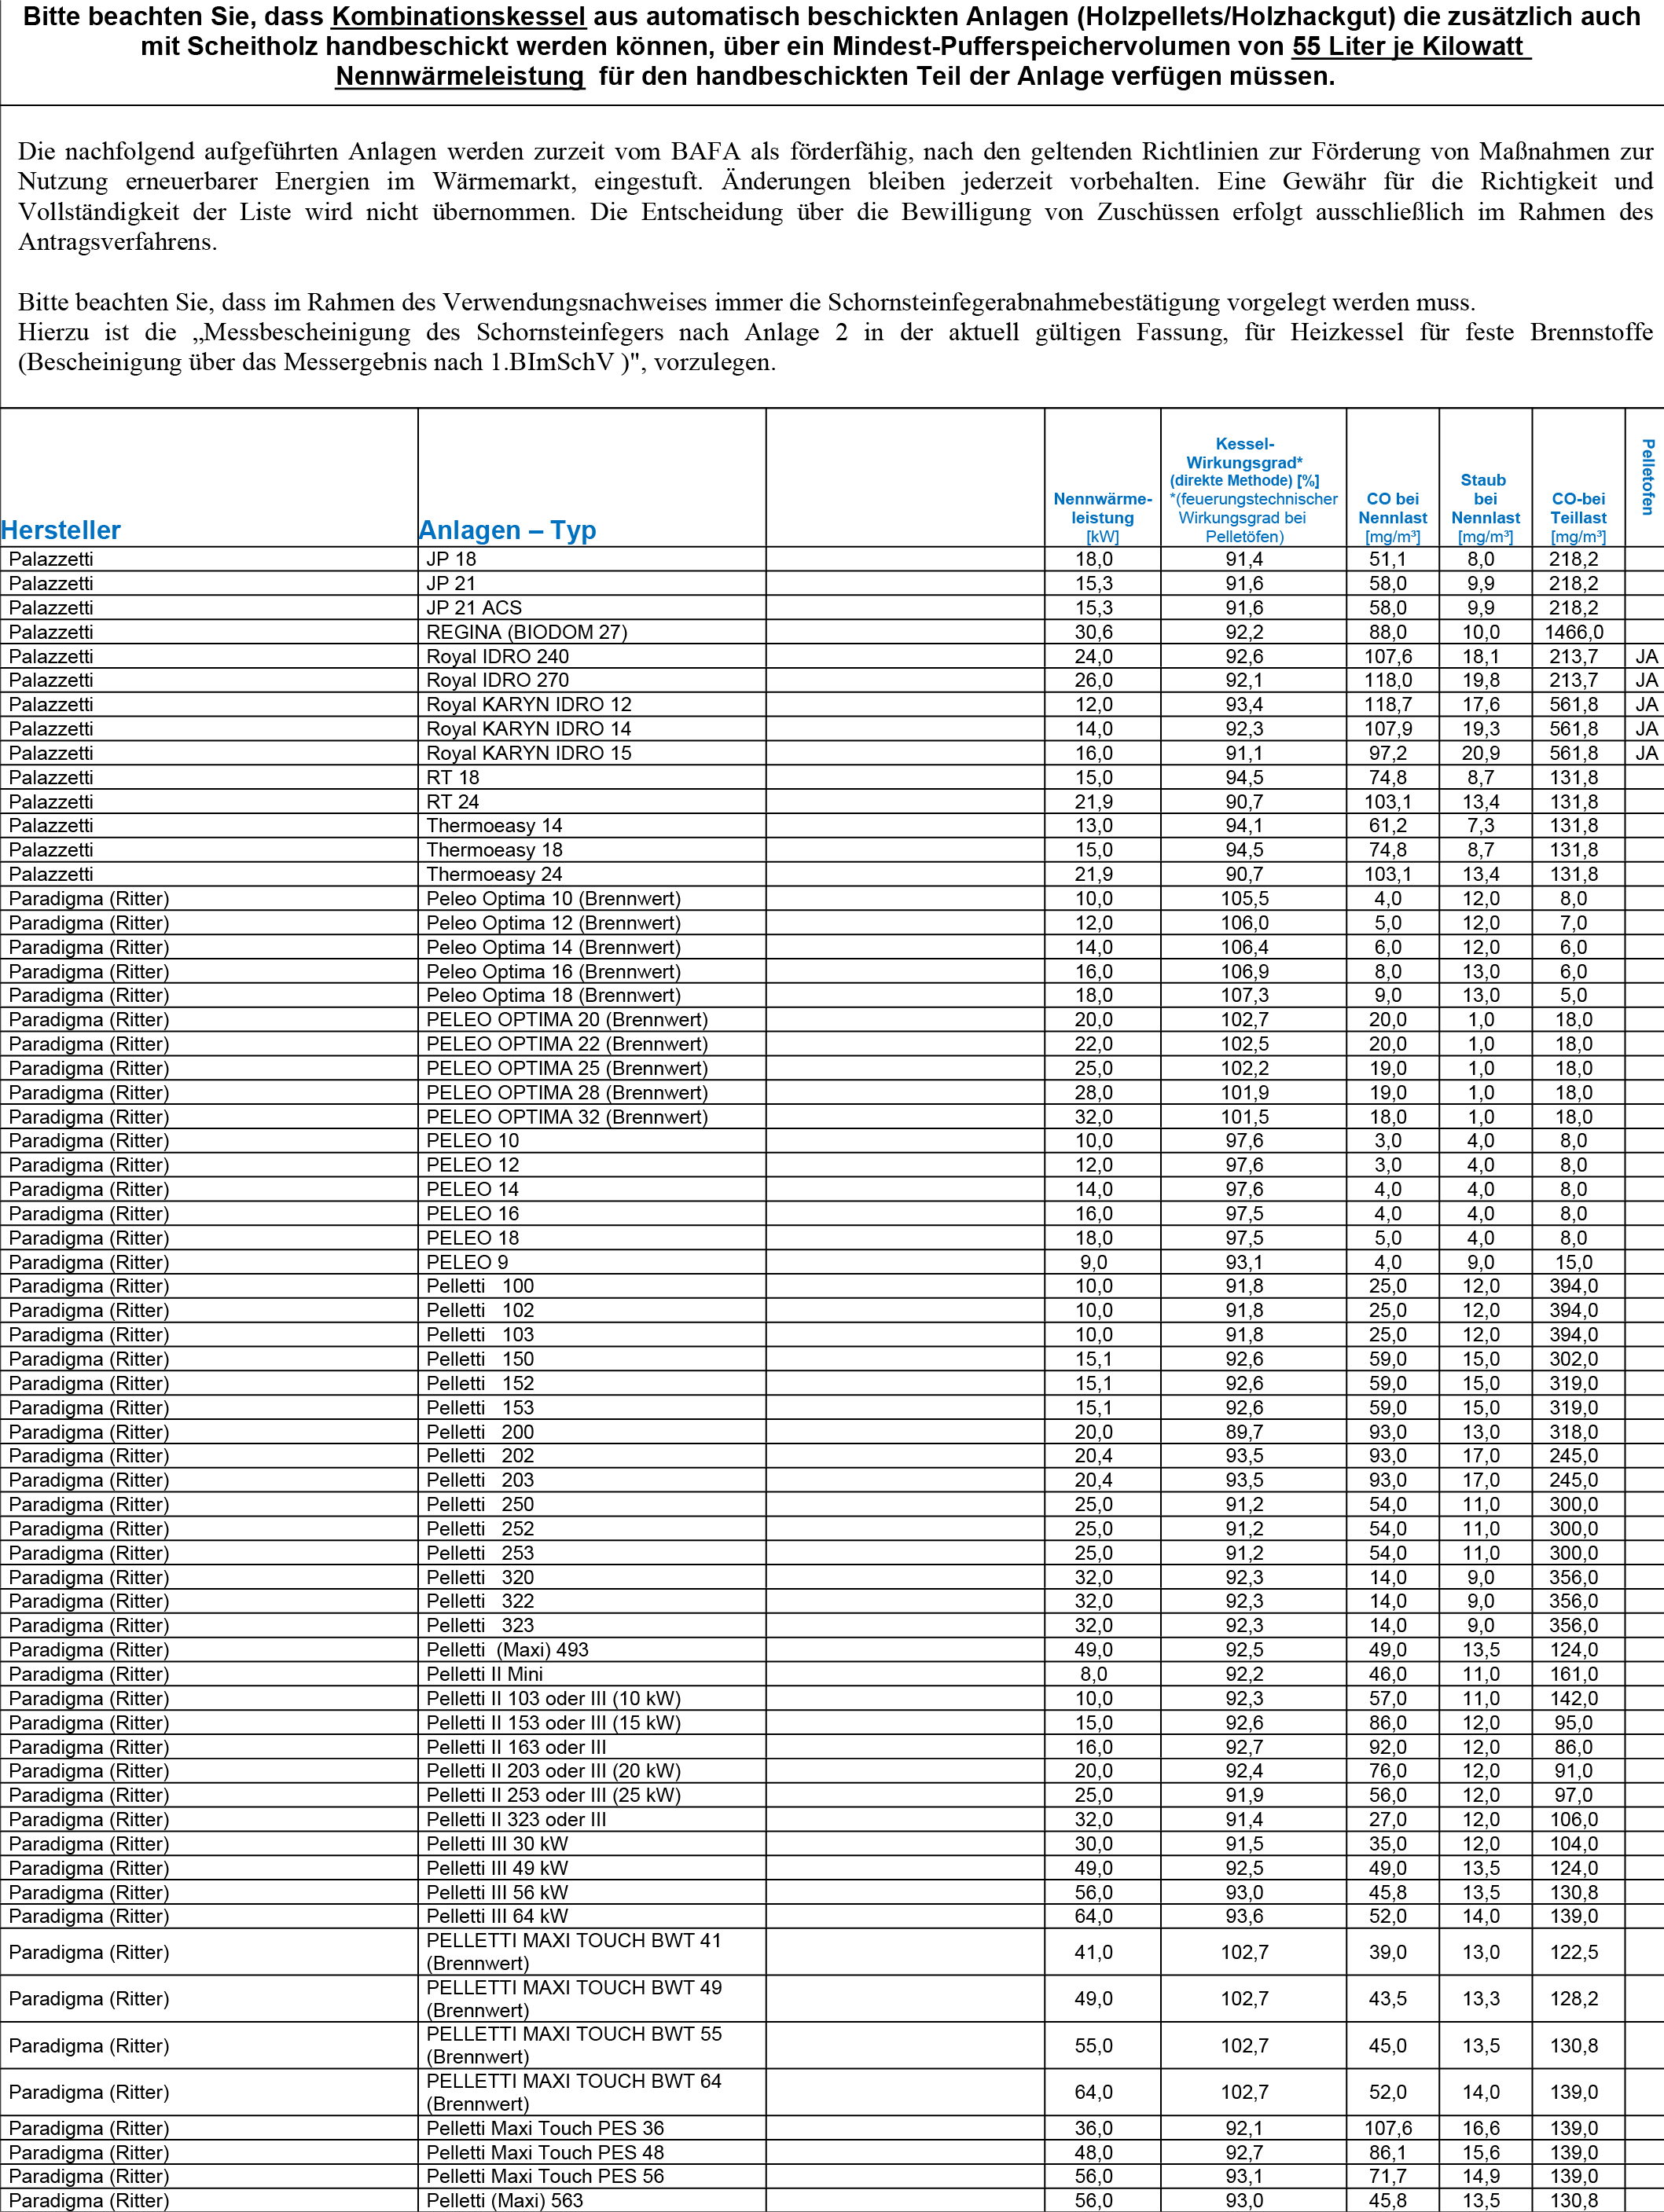 Bitte beachten Sie, dass Kombinationskessel aus automatisch beschickten Anlagen (Holzpellets/Holzhackgut) die zusätzlich auch
mit Scheitholz handbeschickt werden können, über ein Mindest-Pufferspeichervolumen von 55 Liter je Kilowatt
Nennwärmeleistung für den handbeschickten Teil der Anlage verfügen müssen.
Die nachfolgend aufgeführten Anlagen werden zurzeit vom BAFA als förderfähig, nach den geltenden Richtlinien zur Förderung von Maßnahmen zur
Nutzung erneuerbarer Energien im Wärmemarkt, eingestuft. Änderungen bleiben jederzeit vorbehalten. Eine Gewähr für die Richtigkeit und
Vollständigkeit der Liste wird nicht übernommen. Die Entscheidung über die Bewilligung von Zuschüssen erfolgt ausschließlich im Rahmen des
Antragsverfahrens.
Bitte beachten Sie, dass im Rahmen des Verwendungsnachweises immer die Schornsteinfegerabnahmebestätigung vorgelegt werden muss.
Hierzu ist die „Messbescheinigung des Schornsteinfegers nach Anlage 2 in der aktuell gültigen Fassung, für Heizkessel für feste Brennstoffe
(Bescheinigung über das Messergebnis nach 1.BImSchV )", vorzulegen.
Hersteller
Anlagen – Typ
Nennwärme-
leistung
[kW]
Kessel-
Wirkungsgrad*
(direkte Methode) [%]
*(feuerungstechnischer
Wirkungsgrad bei
Pelletöfen)
CO bei
Nennlast
[mg/m³]
Staub
bei
Nennlast
[mg/m³]
CO-bei
Teillast
[mg/m³]
Pelletofen
Palazzetti JP 18 18,0 91,4 51,1 8,0 218,2
Palazzetti JP 21 15,3 91,6 58,0 9,9 218,2
Palazzetti JP 21 ACS 15,3 91,6 58,0 9,9 218,2
Palazzetti REGINA (BIODOM 27) 30,6 92,2 88,0 10,0 1466,0
Palazzetti Royal IDRO 240 24,0 92,6 107,6 18,1 213,7 JA
Palazzetti Royal IDRO 270 26,0 92,1 118,0 19,8 213,7 JA
Palazzetti Royal KARYN IDRO 12 12,0 93,4 118,7 17,6 561,8 JA
Palazzetti Royal KARYN IDRO 14 14,0 92,3 107,9 19,3 561,8 JA
Palazzetti Royal KARYN IDRO 15 16,0 91,1 97,2 20,9 561,8 JA
Palazzetti RT 18 15,0 94,5 74,8 8,7 131,8
Palazzetti RT 24 21,9 90,7 103,1 13,4 131,8
Palazzetti Thermoeasy 14 13,0 94,1 61,2 7,3 131,8
Palazzetti Thermoeasy 18 15,0 94,5 74,8 8,7 131,8
Palazzetti Thermoeasy 24 21,9 90,7 103,1 13,4 131,8
Paradigma (Ritter) Peleo Optima 10 (Brennwert) 10,0 105,5 4,0 12,0 8,0
Paradigma (Ritter) Peleo Optima 12 (Brennwert) 12,0 106,0 5,0 12,0 7,0
Paradigma (Ritter) Peleo Optima 14 (Brennwert) 14,0 106,4 6,0 12,0 6,0
Paradigma (Ritter) Peleo Optima 16 (Brennwert) 16,0 106,9 8,0 13,0 6,0
Paradigma (Ritter) Peleo Optima 18 (Brennwert) 18,0 107,3 9,0 13,0 5,0
Paradigma (Ritter) PELEO OPTIMA 20 (Brennwert) 20,0 102,7 20,0 1,0 18,0
Paradigma (Ritter) PELEO OPTIMA 22 (Brennwert) 22,0 102,5 20,0 1,0 18,0
Paradigma (Ritter) PELEO OPTIMA 25 (Brennwert) 25,0 102,2 19,0 1,0 18,0
Paradigma (Ritter) PELEO OPTIMA 28 (Brennwert) 28,0 101,9 19,0 1,0 18,0
Paradigma (Ritter) PELEO OPTIMA 32 (Brennwert) 32,0 101,5 18,0 1,0 18,0
Paradigma (Ritter) PELEO 10 10,0 97,6 3,0 4,0 8,0
Paradigma (Ritter) PELEO 12 12,0 97,6 3,0 4,0 8,0
Paradigma (Ritter) PELEO 14 14,0 97,6 4,0 4,0 8,0
Paradigma (Ritter) PELEO 16 16,0 97,5 4,0 4,0 8,0
Paradigma (Ritter) PELEO 18 18,0 97,5 5,0 4,0 8,0
Paradigma (Ritter) PELEO 9 9,0 93,1 4,0 9,0 15,0
Paradigma (Ritter) Pelletti 100 10,0 91,8 25,0 12,0 394,0
Paradigma (Ritter) Pelletti 102 10,0 91,8 25,0 12,0 394,0
Paradigma (Ritter) Pelletti 103 10,0 91,8 25,0 12,0 394,0
Paradigma (Ritter) Pelletti 150 15,1 92,6 59,0 15,0 302,0
Paradigma (Ritter) Pelletti 152 15,1 92,6 59,0 15,0 319,0
Paradigma (Ritter) Pelletti 153 15,1 92,6 59,0 15,0 319,0
Paradigma (Ritter) Pelletti 200 20,0 89,7 93,0 13,0 318,0
Paradigma (Ritter) Pelletti 202 20,4 93,5 93,0 17,0 245,0
Paradigma (Ritter) Pelletti 203 20,4 93,5 93,0 17,0 245,0
Paradigma (Ritter) Pelletti 250 25,0 91,2 54,0 11,0 300,0
Paradigma (Ritter) Pelletti 252 25,0 91,2 54,0 11,0 300,0
Paradigma (Ritter) Pelletti 253 25,0 91,2 54,0 11,0 300,0
Paradigma (Ritter) Pelletti 320 32,0 92,3 14,0 9,0 356,0
Paradigma (Ritter) Pelletti 322 32,0 92,3 14,0 9,0 356,0
Paradigma (Ritter) Pelletti 323 32,0 92,3 14,0 9,0 356,0
Paradigma (Ritter) Pelletti (Maxi) 493 49,0 92,5 49,0 13,5 124,0
Paradigma (Ritter) Pelletti II Mini 8,0 92,2 46,0 11,0 161,0
Paradigma (Ritter) Pelletti II 103 oder III (10 kW) 10,0 92,3 57,0 11,0 142,0
Paradigma (Ritter) Pelletti II 153 oder III (15 kW) 15,0 92,6 86,0 12,0 95,0
Paradigma (Ritter) Pelletti II 163 oder III 16,0 92,7 92,0 12,0 86,0
Paradigma (Ritter) Pelletti II 203 oder III (20 kW) 20,0 92,4 76,0 12,0 91,0
Paradigma (Ritter) Pelletti II 253 oder III (25 kW) 25,0 91,9 56,0 12,0 97,0
Paradigma (Ritter) Pelletti II 323 oder III 32,0 91,4 27,0 12,0 106,0
Paradigma (Ritter) Pelletti III 30 kW 30,0 91,5 35,0 12,0 104,0
Paradigma (Ritter) Pelletti III 49 kW 49,0 92,5 49,0 13,5 124,0
Paradigma (Ritter) Pelletti III 56 kW 56,0 93,0 45,8 13,5 130,8
Paradigma (Ritter) Pelletti III 64 kW 64,0 93,6 52,0 14,0 139,0
Paradigma (Ritter) PELLETTI MAXI TOUCH BWT 41
(Brennwert) 41,0 102,7 39,0 13,0 122,5
Paradigma (Ritter) PELLETTI MAXI TOUCH BWT 49
(Brennwert) 49,0 102,7 43,5 13,3 128,2
Paradigma (Ritter) PELLETTI MAXI TOUCH BWT 55
(Brennwert) 55,0 102,7 45,0 13,5 130,8
Paradigma (Ritter) PELLETTI MAXI TOUCH BWT 64
(Brennwert) 64,0 102,7 52,0 14,0 139,0
Paradigma (Ritter) Pelletti Maxi Touch PES 36 36,0 92,1 107,6 16,6 139,0
Paradigma (Ritter) Pelletti Maxi Touch PES 48 48,0 92,7 86,1 15,6 139,0
Paradigma (Ritter) Pelletti Maxi Touch PES 56 56,0 93,1 71,7 14,9 139,0
Paradigma (Ritter) Pelletti (Maxi) 563 56,0 93,0 45,8 13,5 130,8